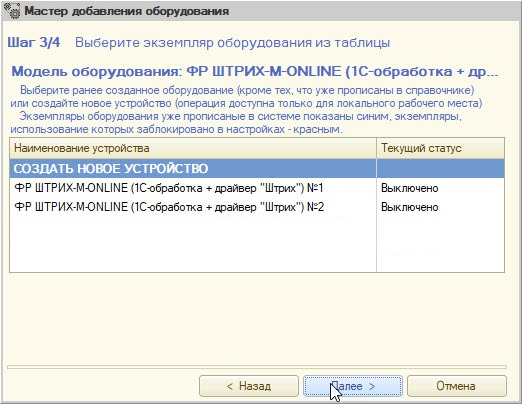 Мастер добавления оборудования
Шаг 3/4 Выберите экземпляр оборудования из таблицы
Модель оборудования: ФР ШТРИХ-М-ONLINE (1С-обработка + др...
Выберите ранее созданное оборудование (кроме тех, что уже прописаны в справочнике)
или создайте новое устройство (операция доступна только для локального рабочего места)
Экземпляры оборудования уже прописаные в системе показаны синим, экземпляры,
использование которых заблокировано в настройках - красным.
Наименование устройства Текущий статус
СОЗДАТЬ НОВОЕ УСТРОЙСТВО
ФР ШТРИХ-М-ONLINE (1С-обработка + драйвер "Штрих") №1 Выключено
ФР ШТРИХ-М-ONLINE (1С-обработка + драйвер "Штрих") №2 Выключено
< Назад Далее > Отмена